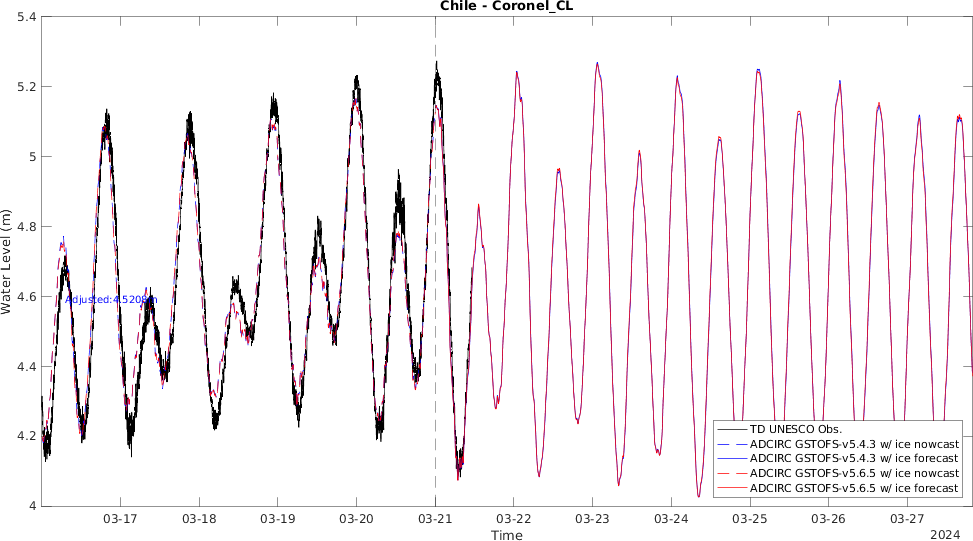 Chile - Coronel_CL
5.4
5.2
5
4.8
4.6
4.4
4.2
4
Water Level (m)
Adjusted:4.5208m
TD UNESCO Obs.
ADCIRC GSTOFS-v5.4.3 w/ ice nowcast
ADCIRC GSTOFS-v5.4.3 w/ ice forecast
ADCIRC GSTOFS-v5.6.5 w/ ice nowcast
ADCIRC GSTOFS-v5.6.5 w/ ice forecast
03-17 03-18 03-19 03-20 03-21 03-22 03-23 03-24 03-25 03-26 03-27
Time
2024